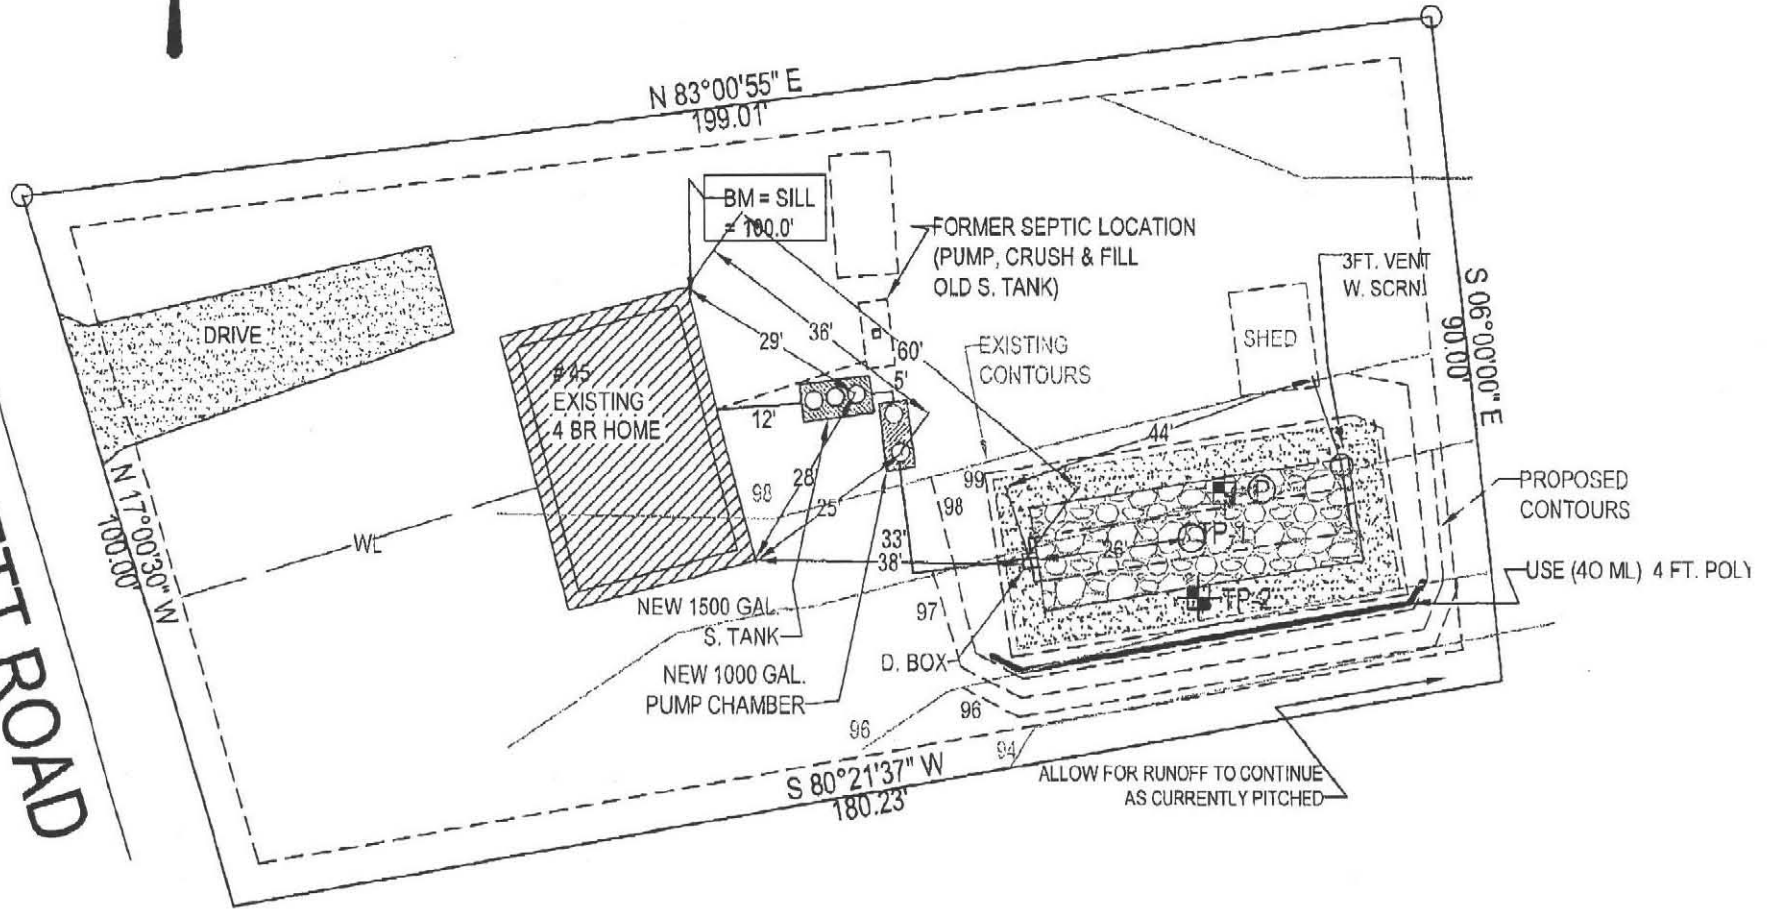 N 83°00'55" E
199.01'
BM = SILL
= 100.0'
FORMER SEPTIC LOCATION
(PUMP, CRUSH & FILL
OLD S. TANK)
3FT. VENT
W. SCRN.
S 06°00'00" E
90.00'
DRIVE
36'
29'
60'
EXISTING
CONTOURS
SHED
5'
#45
EXISTING
4 BR HOME
12'
44'
28'
25'
98
99
98
P
PROPOSED
CONTOURS
N 17°00'30" W
100.00'
WL
33'
38'
26'
TP-1
USE (40 ML) 4 FT. POLY
NEW 1500 GAL.
S. TANK
97
TP-2
D. BOX
NEW 1000 GAL.
PUMP CHAMBER
96
96
94
S 80°21'37" W
180.23'
ALLOW FOR RUNOFF TO CONTINUE
AS CURRENTLY PITCHED
ROAD